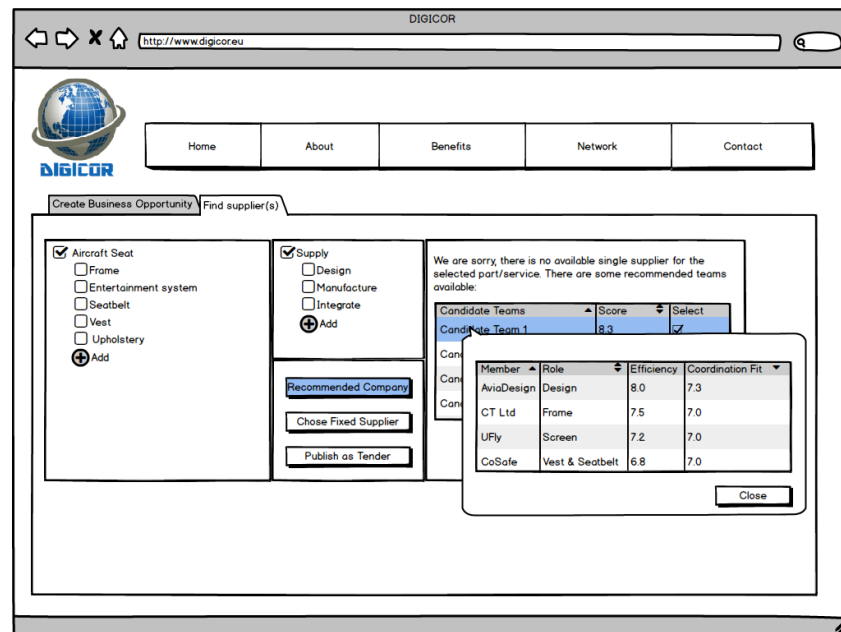 DIGICOR
http://www.digicor.eu
DIGICOR
Home
About
Benefits
Network
Contact
Create Business Opportunity
Find supplier(s)
Aircraft Seat
Frame
Entertainment system
Seatbelt
Vest
Upholstery
Add
Supply
Design
Manufacture
Integrate
Add
Recommended Company
Chose Fixed Supplier
Publish as Tender
We are sorry, there is no available single supplier for the
selected part/service. There are some recommended teams
available:
Candidate Teams Score Select
Candidate Team 1 8.3
Member Role Efficiency Coordination Fit
AviaDesign Design 8.0 7.3
CT Ltd Frame 7.5 7.0
UFly Screen 7.2 7.0
CoSafe Vest & Seatbelt 6.8 7.0
Close